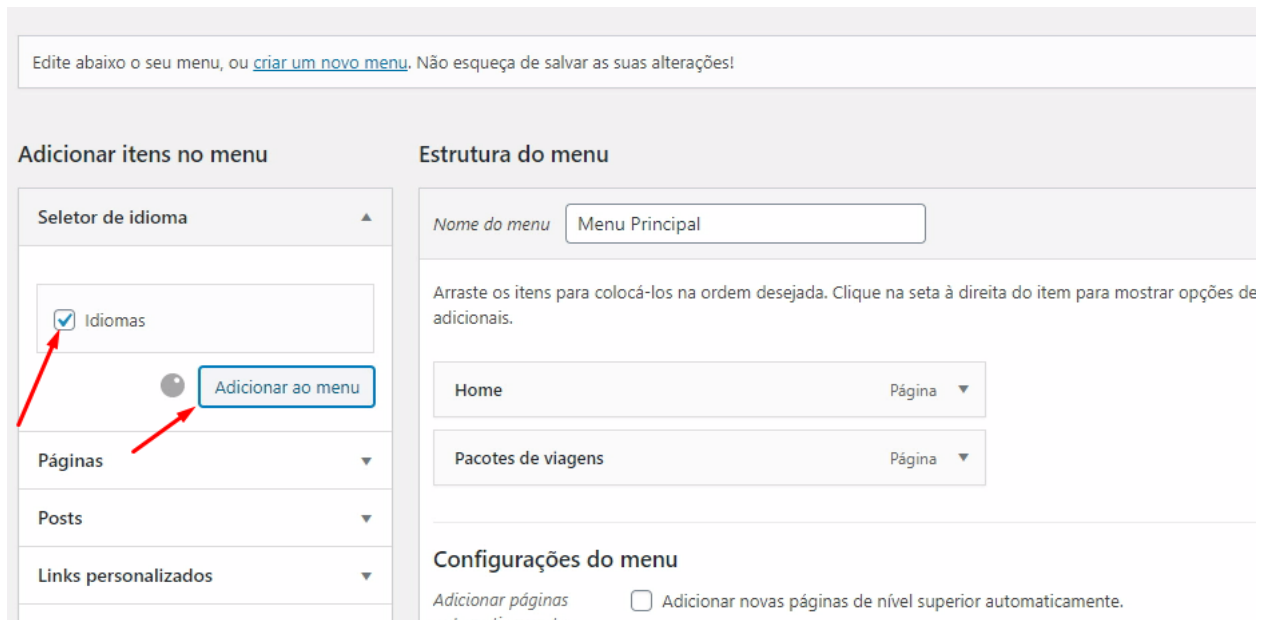 Edite abaixo o seu menu, ou criar um novo menu. Não esqueça de salvar as suas alterações!
Adicionar itens no menu
Seletor de idioma
Idiomas
Adicionar ao menu
Páginas
Posts
Links personalizados
Estrutura do menu
Nome do menu Menu Principal
Arraste os itens para colocá-los na ordem desejada. Clique na seta à direita do item para mostrar opções de
adicionais.
Home Página
Pacotes de viagens Página
Configurações do menu
Adicionar páginas Adicionar novas páginas de nível superior automaticamente.